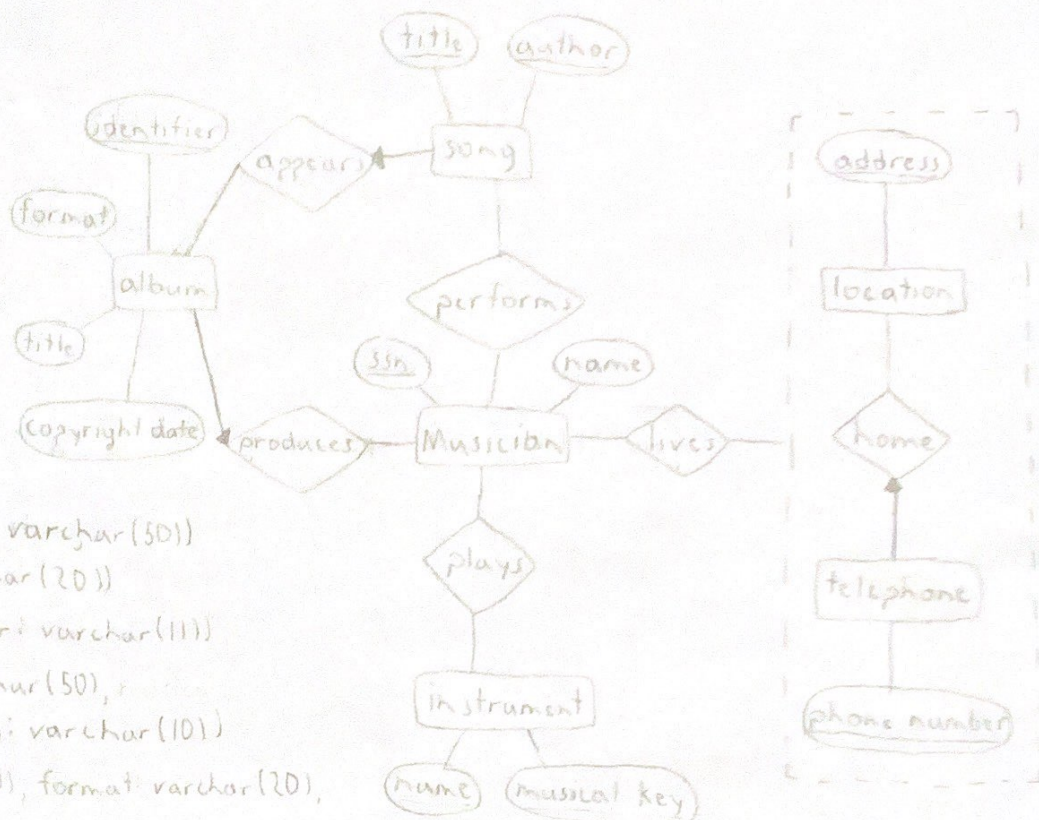 title
author
identifier
appears
song
address
format
album
location
performs
title
ssn
name
copyright date
produces
Musician
lives
home
varchar(50))
ar(20))
plays
telephone
r: varchar(11))
har(50),
instrument
: varchar(10))
phone number
), format varchar(20),
name
musical key